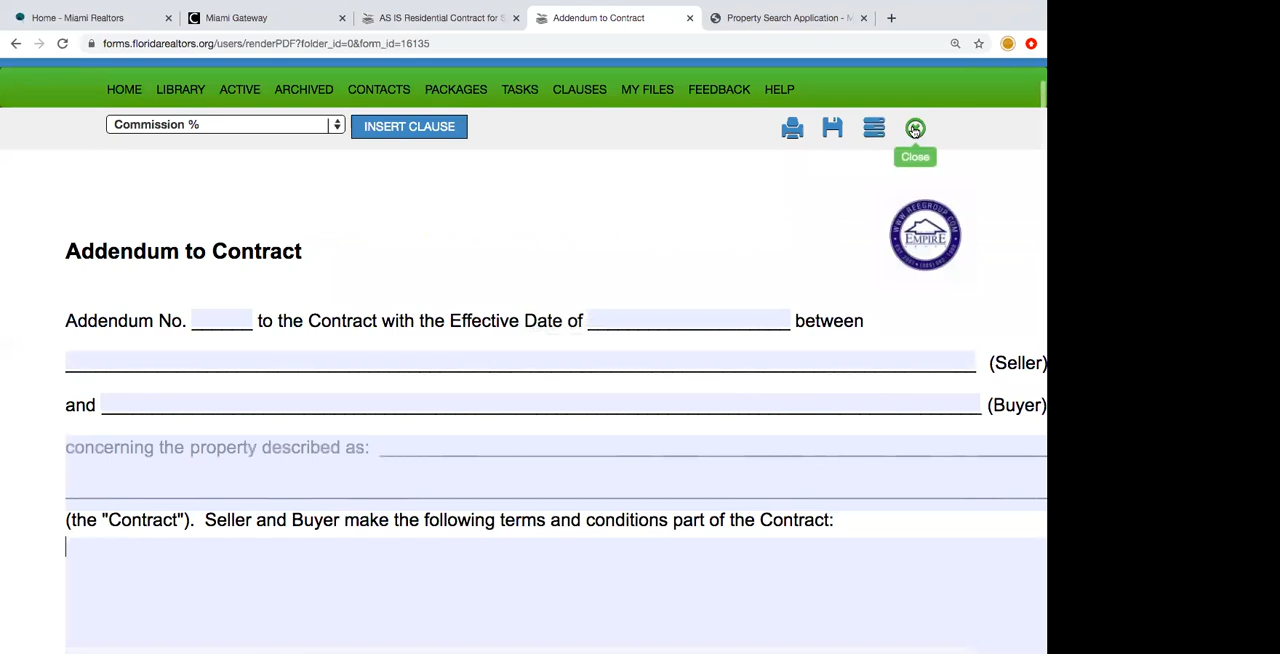 Home - Miami Realtors
Miami Gateway
AS IS Residential Contract for S
Addendum to Contract
Property Search Application - M
forms.floridarealtors.org/users/renderPDF?folder_id=0&form_id=16135
HOME LIBRARY ACTIVE ARCHIVED CONTACTS PACKAGES TASKS CLAUSES MY FILES FEEDBACK HELP
Commission %
INSERT CLAUSE
Close
WWW.REEGROUP.COM
EMPIRE
Addendum to Contract
Addendum No. ______ to the Contract with the Effective Date of ____________________ between
(Seller)
and (Buyer)
concerning the property described as:
(the "Contract"). Seller and Buyer make the following terms and conditions part of the Contract: